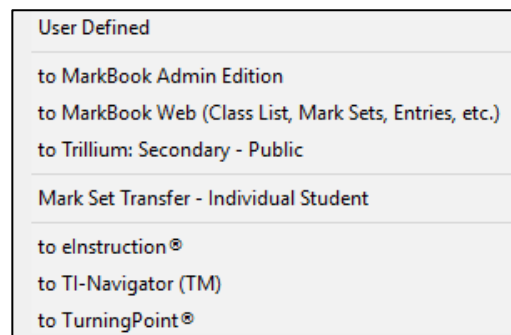 User Defined
to MarkBook Admin Edition
to MarkBook Web (Class List, Mark Sets, Entries, etc.)
to Trillium: Secondary - Public
Mark Set Transfer - Individual Student
to eInstruction®
to TI-Navigator (TM)
to TurningPoint®